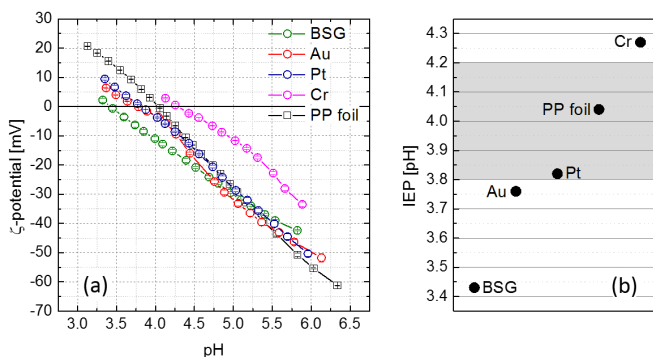 30
20
10
0
-10
-20
-30
-40
-50
-60
-70
ζ-potential [mV]
BSG
Au
Pt
Cr
PP foil
(a)
3.0 3.5 4.0 4.5 5.0 5.5 6.0 6.5
pH
4.3
4.2
4.1
4.0
3.9
3.8
3.7
3.6
3.5
3.4
IEP [pH]
Cr
PP foil
Pt
Au
BSG
(b)